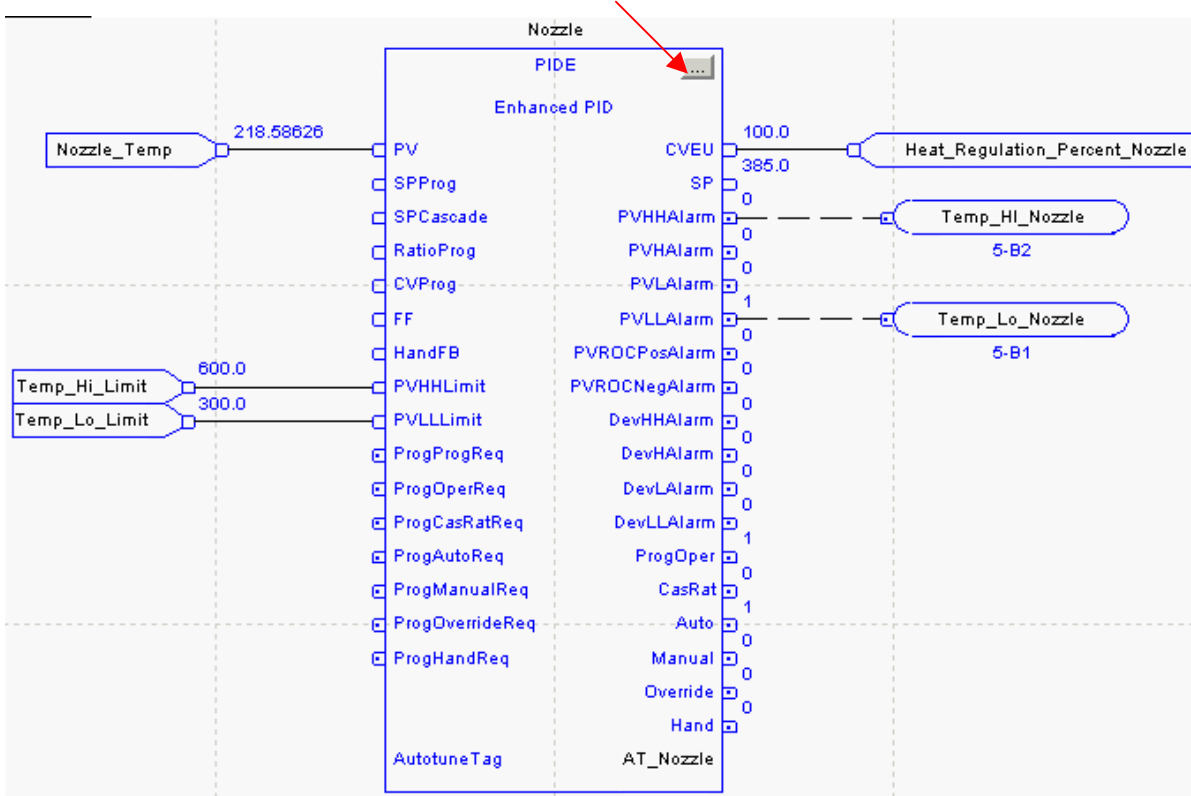 Nozzle
PIDE
...
Enhanced PID
Nozzle_Temp 218.58626 PV CVEU 100.0 Heat_Regulation_Percent_Nozzle
SPProg SP 385.0
SPCascade PVHHAlarm 0 Temp_HI_Nozzle
5-B2
RatioProg PVHAlarm 0
CVProg PVLAlarm 0
FF PVLLAlarm 1 Temp_Lo_Nozzle
5-B1
HandFB PVROCPosAlarm 0
Temp_Hi_Limit 600.0 PVHHLimit PVROCNegAlarm 0
Temp_Lo_Limit 300.0 PVLLLimit DevHHAlarm 0
ProgProgReq DevHAlarm 0
ProgOperReq DevLAlarm 0
ProgCasRatReq DevLLAlarm 0
ProgAutoReq ProgOper 1
ProgManualReq CasRat 0
ProgOverrideReq Auto 1
ProgHandReq Manual 0
Override 0
Hand 0
AutotuneTag AT_Nozzle